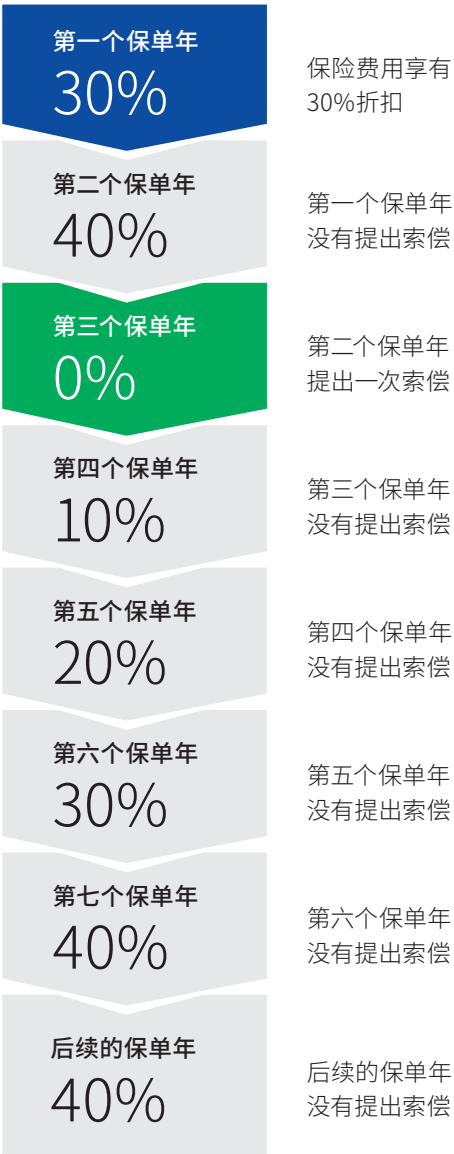 第一个保单年
30%
保险费用享有
30%折扣
第二个保单年
40%
第一个保单年
没有提出索偿
第三个保单年
0%
第二个保单年
提出一次索偿
第四个保单年
10%
第三个保单年
没有提出索偿
第五个保单年
20%
第四个保单年
没有提出索偿
第六个保单年
30%
第五个保单年
没有提出索偿
第七个保单年
40%
第六个保单年
没有提出索偿
后续的保单年
40%
后续的保单年
没有提出索偿